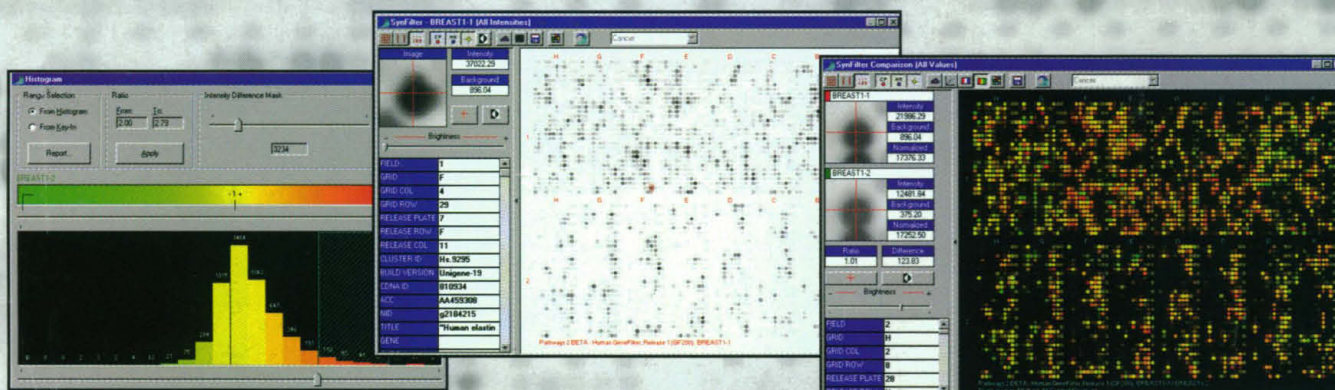 Histogram
Range Selection
From Histogram
From Key-In
Report...
Ratio
From To
2.00 2.79
Apply
Intensity Difference Mask
3234
BREAST1-2
SynFilter - BREAST1-1 (All Intensities)
Cancel
Image
Intensity
37022.29
Background
896.04
Brightness
FIELD 1
GRID F
GRID COL 4
GRID ROW 29
RELEASE PLATE 7
RELEASE ROW F
RELEASE COL 11
CLUSTER ID Hs.9295
BUILD VERSION Unigene-19
CDNA ID 810934
ACC AA459308
NID g2184215
TITLE "Human elastin
GENE
H G F E D C B
1
H G F E D C B
2
Pathways 2 BETA - Human GeneFilter, Release 1 (GF200), BREAST1-1
SynFilter Comparison (All Values)
Cancel
BREAST1-1
Intensity
21986.29
Background
896.04
Normalized
17376.33
BREAST1-2
Intensity
12481.84
Background
375.20
Normalized
17252.50
Ratio Difference
1.01 123.83
Brightness
FIELD 2
GRID H
GRID COL 2
GRID ROW 8
RELEASE PLATE 20